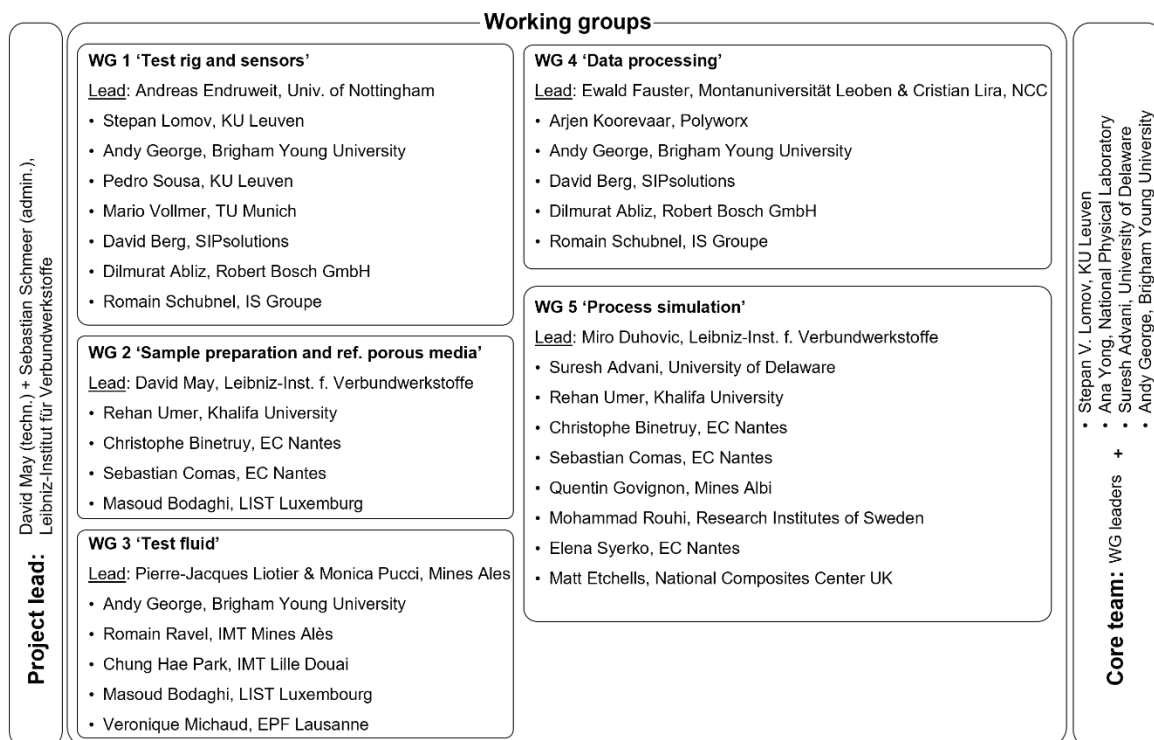 Working groups
Project lead: David May (techn.) + Sebastian Schmeer (admin.),
Leibniz-Institut für Verbundwerkstoffe
WG 1 ‘Test rig and sensors’
Lead: Andreas Endruweit, Univ. of Nottingham
• Stepan Lomov, KU Leuven
• Andy George, Brigham Young University
• Pedro Sousa, KU Leuven
• Mario Vollmer, TU Munich
• David Berg, SIPsolutions
• Dilmurat Abliz, Robert Bosch GmbH
• Romain Schubnel, IS Groupe
WG 2 ‘Sample preparation and ref. porous media’
Lead: David May, Leibniz-Inst. f. Verbundwerkstoffe
• Rehan Umer, Khalifa University
• Christophe Binetruy, EC Nantes
• Sebastian Comas, EC Nantes
• Masoud Bodaghi, LIST Luxemburg
WG 3 ‘Test fluid’
Lead: Pierre-Jacques Liotier & Monica Pucci, Mines Ales
• Andy George, Brigham Young University
• Romain Ravel, IMT Mines Alès
• Chung Hae Park, IMT Lille Douai
• Masoud Bodaghi, LIST Luxembourg
• Veronique Michaud, EPF Lausanne
WG 4 ‘Data processing’
Lead: Ewald Fauster, Montanuniversität Leoben & Cristian Lira, NCC
• Arjen Koorevaar, Polyworx
• Andy George, Brigham Young University
• David Berg, SIPsolutions
• Dilmurat Abliz, Robert Bosch GmbH
• Romain Schubnel, IS Groupe
WG 5 ‘Process simulation’
Lead: Miro Duhovic, Leibniz-Inst. f. Verbundwerkstoffe
• Suresh Advani, University of Delaware
• Rehan Umer, Khalifa University
• Christophe Binetruy, EC Nantes
• Sebastian Comas, EC Nantes
• Quentin Govignon, Mines Albi
• Mohammad Rouhi, Research Institutes of Sweden
• Elena Syerko, EC Nantes
• Matt Etchells, National Composites Center UK
Core team: WG leaders +
• Stepan V. Lomov, KU Leuven
• Ana Yong, National Physical Laboratory
• Suresh Advani, University of Delaware
• Andy George, Brigham Young University